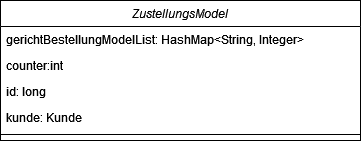 ZustellungsModel
gerichtBestellungModelList: HashMap<String, Integer>
counter:int
id: long
kunde: Kunde